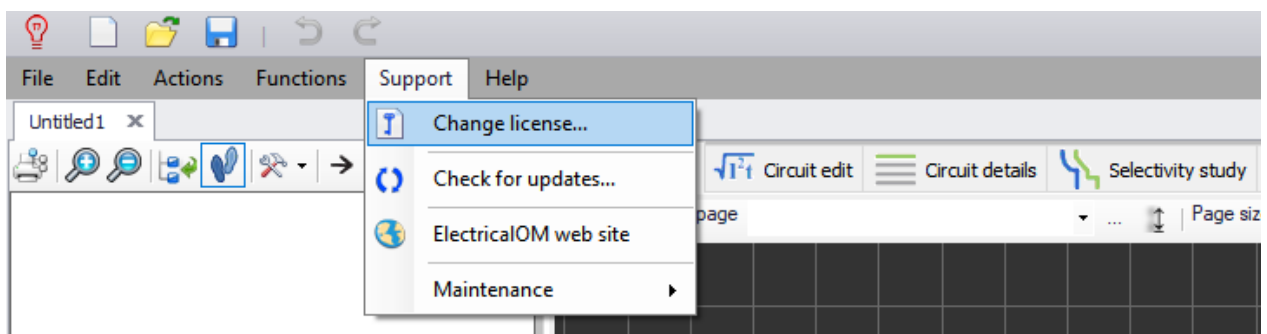 File Edit Actions Functions Support Help
Untitled1
Change license...
Check for updates...
ElectricalOM web site
Maintenance
√I²t Circuit edit Circuit details Selectivity study
page ... Page siz